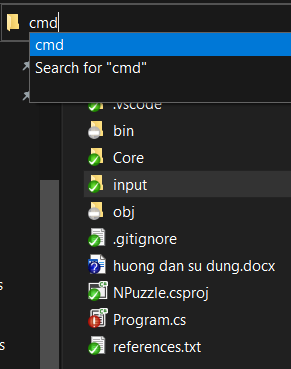 cmd
cmd
Search for "cmd"
.vscode
bin
Core
input
obj
.gitignore
huong dan su dung.docx
NPuzzle.csproj
Program.cs
references.txt